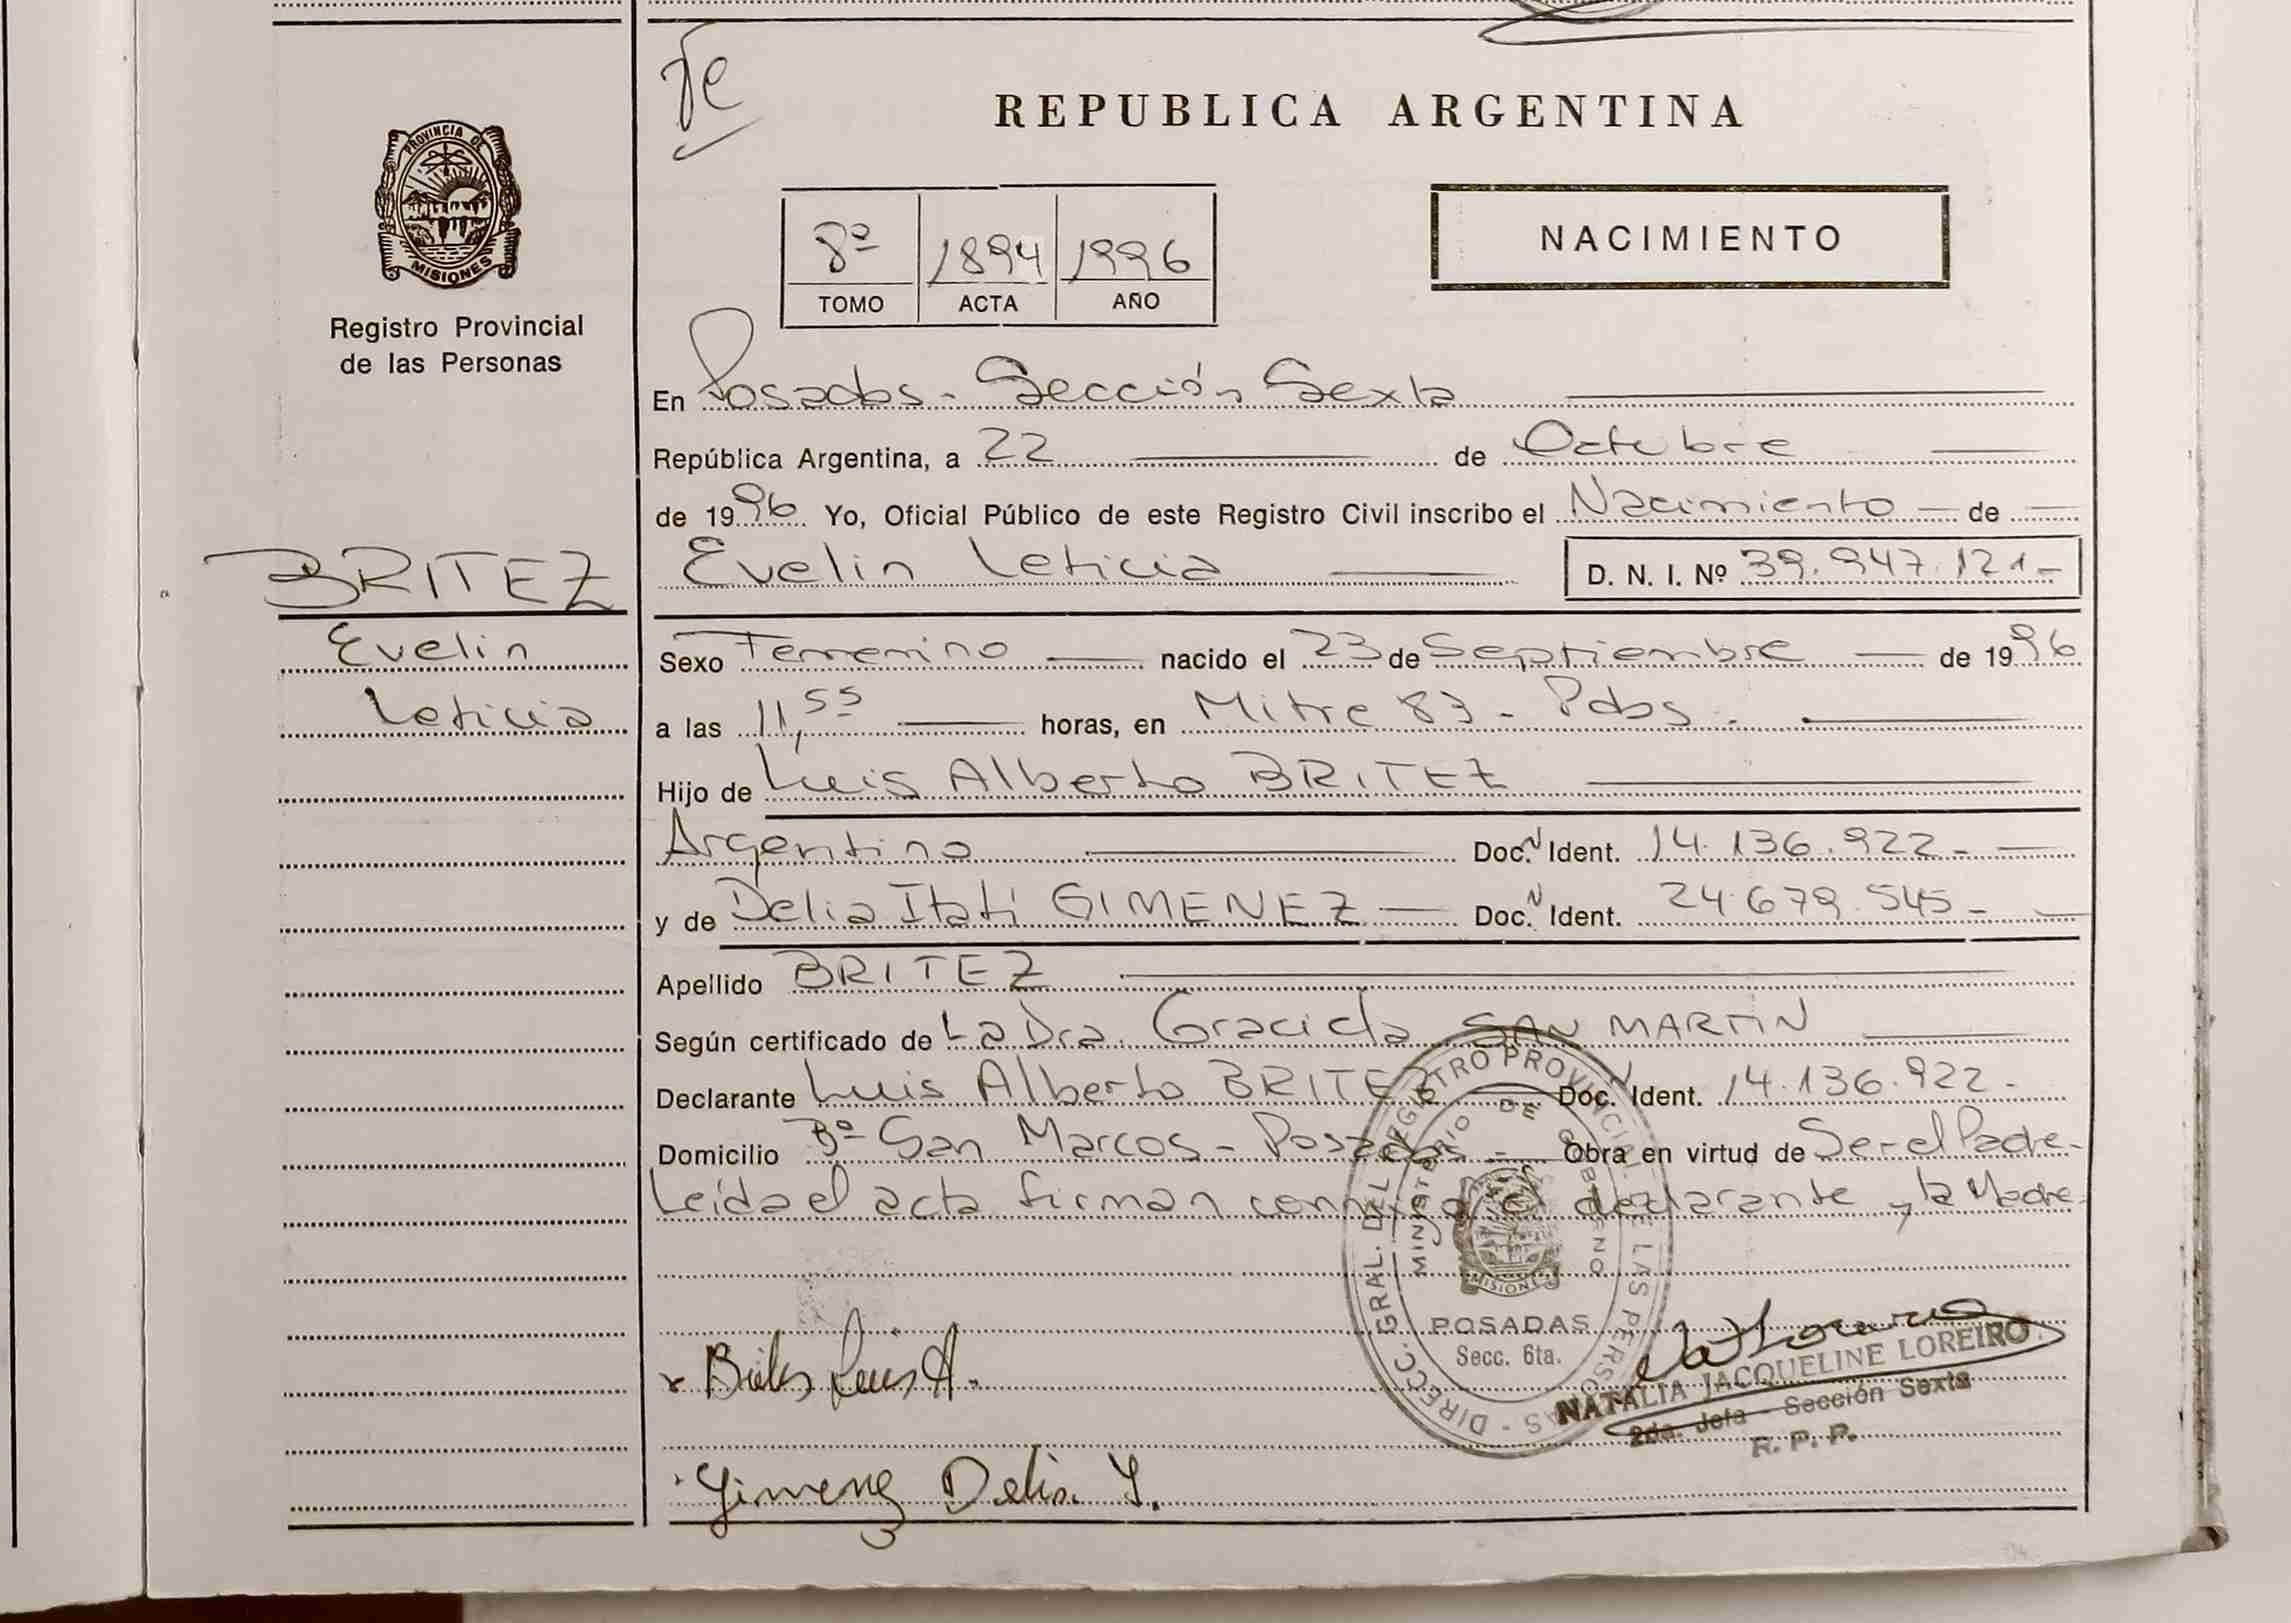 Fe
REPUBLICA ARGENTINA
PROVINCIA DE
MISIONES
Registro Provincial
de las Personas
8º 1894 1996
TOMO ACTA AÑO
NACIMIENTO
En Posadas - Sección Sexta
República Argentina, a 22 de Octubre
de 1996 Yo, Oficial Público de este Registro Civil inscribo el Nacimiento de
BRITEZ
Evelin Leticia D. N. I. Nº 39.947.121-
Evelin
Leticia
Sexo Femenino nacido el 23 de Septiembre de 1996
a las 11,55 horas, en Mitre 83 - Pdas.
Hijo de Luis Alberto BRITEZ
Argentino Doc. N Ident. 14.136.922-
y de Delia Itatí GIMENEZ Doc. N Ident. 24.679.545-
Apellido BRITEZ
Según certificado de La Dra. Graciela SAN MARTIN
Declarante Luis Alberto BRITEZ Doc. N Ident. 14.136.922-
Domicilio Bº San Marcos - Posadas - Obra en virtud de Ser el Padre-
Leída el acta firman conmigo el declarante y la Madre-
DIRECC. GRAL. DEL REGISTRO PROVINCIAL DE LAS PERSONAS -
MINISTERIO DE GOBIERNO
MISIONES
POSADAS
Secc. 6ta.
NATALIA JACQUELINE LOREIRO
2da. Jefa - Sección Sexta
R. P. P.
x Britez Luis A.
Gimenez Delia Y.